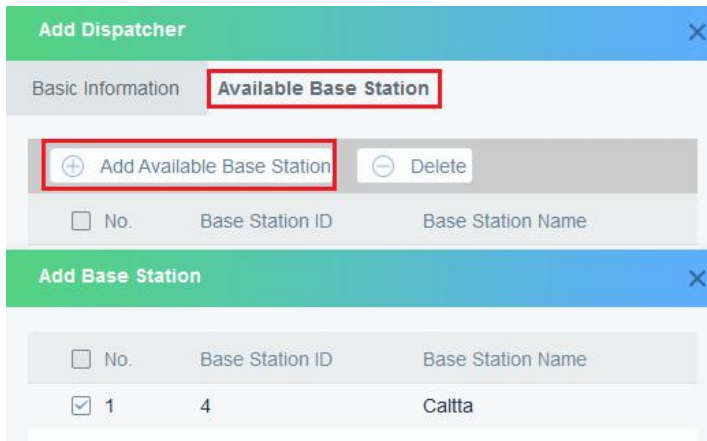 Add Dispatcher
Basic Information Available Base Station
Add Available Base Station Delete
No. Base Station ID Base Station Name
Add Base Station
No. Base Station ID Base Station Name
1 4 Caltta